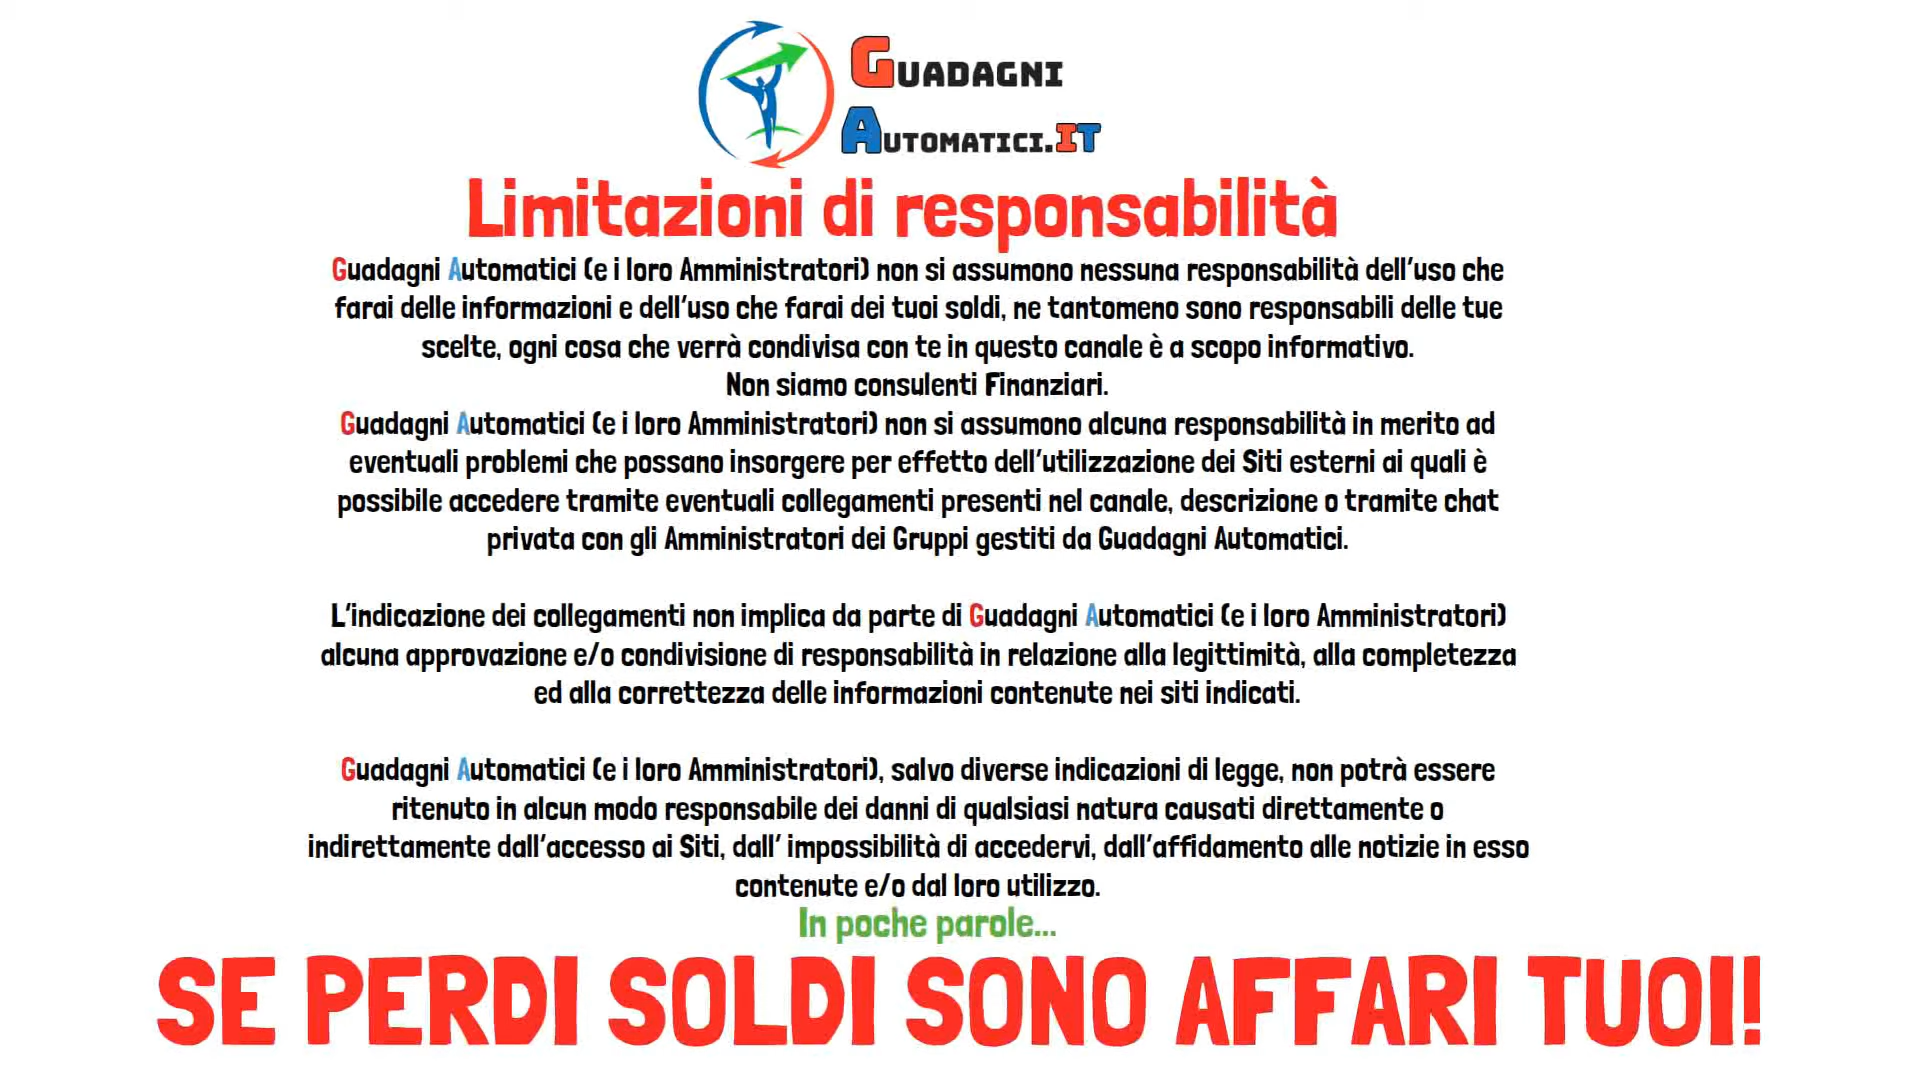 Guadagni
Automatici.it
Limitazioni di responsabilità
Guadagni Automatici (e i loro Amministratori) non si assumono nessuna responsabilità dell'uso che
farai delle informazioni e dell'uso che farai dei tuoi soldi, ne tantomeno sono responsabili delle tue
scelte, ogni cosa che verrà condivisa con te in questo canale è a scopo informativo.
Non siamo consulenti Finanziari.
Guadagni Automatici (e i loro Amministratori) non si assumono alcuna responsabilità in merito ad
eventuali problemi che possano insorgere per effetto dell'utilizzazione dei Siti esterni ai quali è
possibile accedere tramite eventuali collegamenti presenti nel canale, descrizione o tramite chat
privata con gli Amministratori dei Gruppi gestiti da Guadagni Automatici.
L'indicazione dei collegamenti non implica da parte di Guadagni Automatici (e i loro Amministratori)
alcuna approvazione e/o condivisione di responsabilità in relazione alla legittimità, alla completezza
ed alla correttezza delle informazioni contenute nei siti indicati.
Guadagni Automatici (e i loro Amministratori), salvo diverse indicazioni di legge, non potrà essere
ritenuto in alcun modo responsabile dei danni di qualsiasi natura causati direttamente o
indirettamente dall'accesso ai Siti, dall' impossibilità di accedervi, dall'affidamento alle notizie in esso
contenute e/o dal loro utilizzo.
In poche parole...
SE PERDI SOLDI SONO AFFARI TUOI!